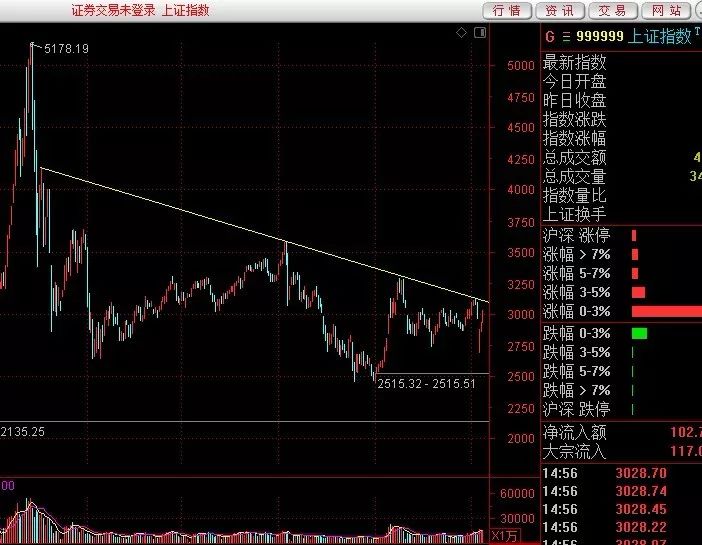 证券交易未登录 上证指数
行情 资讯 交易 网站
G 999999 上证指数
5178.19
5000
4750
4500
4250
4000
3750
3500
3250
3000
2750
2500
2250
2000
2515.32 - 2515.51
2135.25
00
60000
30000
X1万
最新指数
今日开盘
昨日收盘
指数涨跌
指数涨幅
总成交额 4
总成交量 34
指数量比
上证换手
沪深 涨停
涨幅 > 7%
涨幅 5-7%
涨幅 3-5%
涨幅 0-3%
跌幅 0-3%
跌幅 3-5%
跌幅 5-7%
跌幅 > 7%
沪深 跌停
净流入额 102.7
大宗流入 117.0
14:56 3028.70
14:56 3028.74
14:56 3028.45
14:56 3028.22
14:56